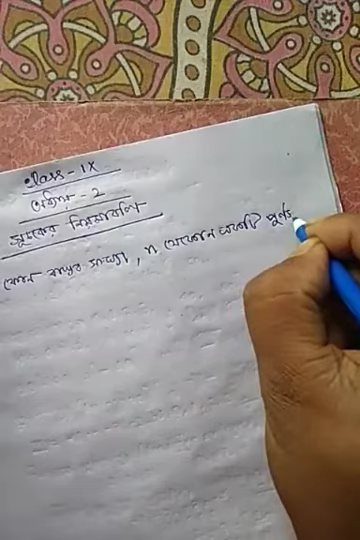 class - IX
অধ্যায় - 2
সূচকের নিয়মাবলি
কোন বাস্তব সংখ্যা, n যেকোন একটি পূর্ণ